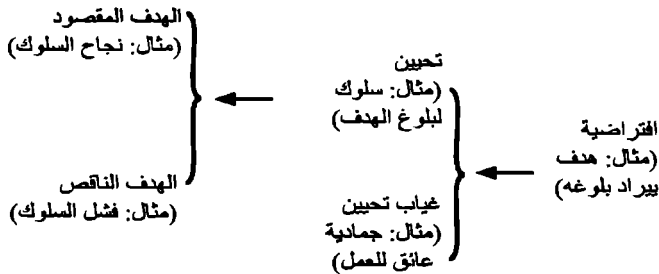 افتراضية
(مثال: هدف
يراد بلوغه)
تحيين
(مثال: سلوك
لبلوغ الهدف)
غياب تحيين
(مثال: جمادية
عائق للعمل)
الهدف المقصود
(مثال: نجاح السلوك)
الهدف الناقص
(مثال: فشل السلوك)